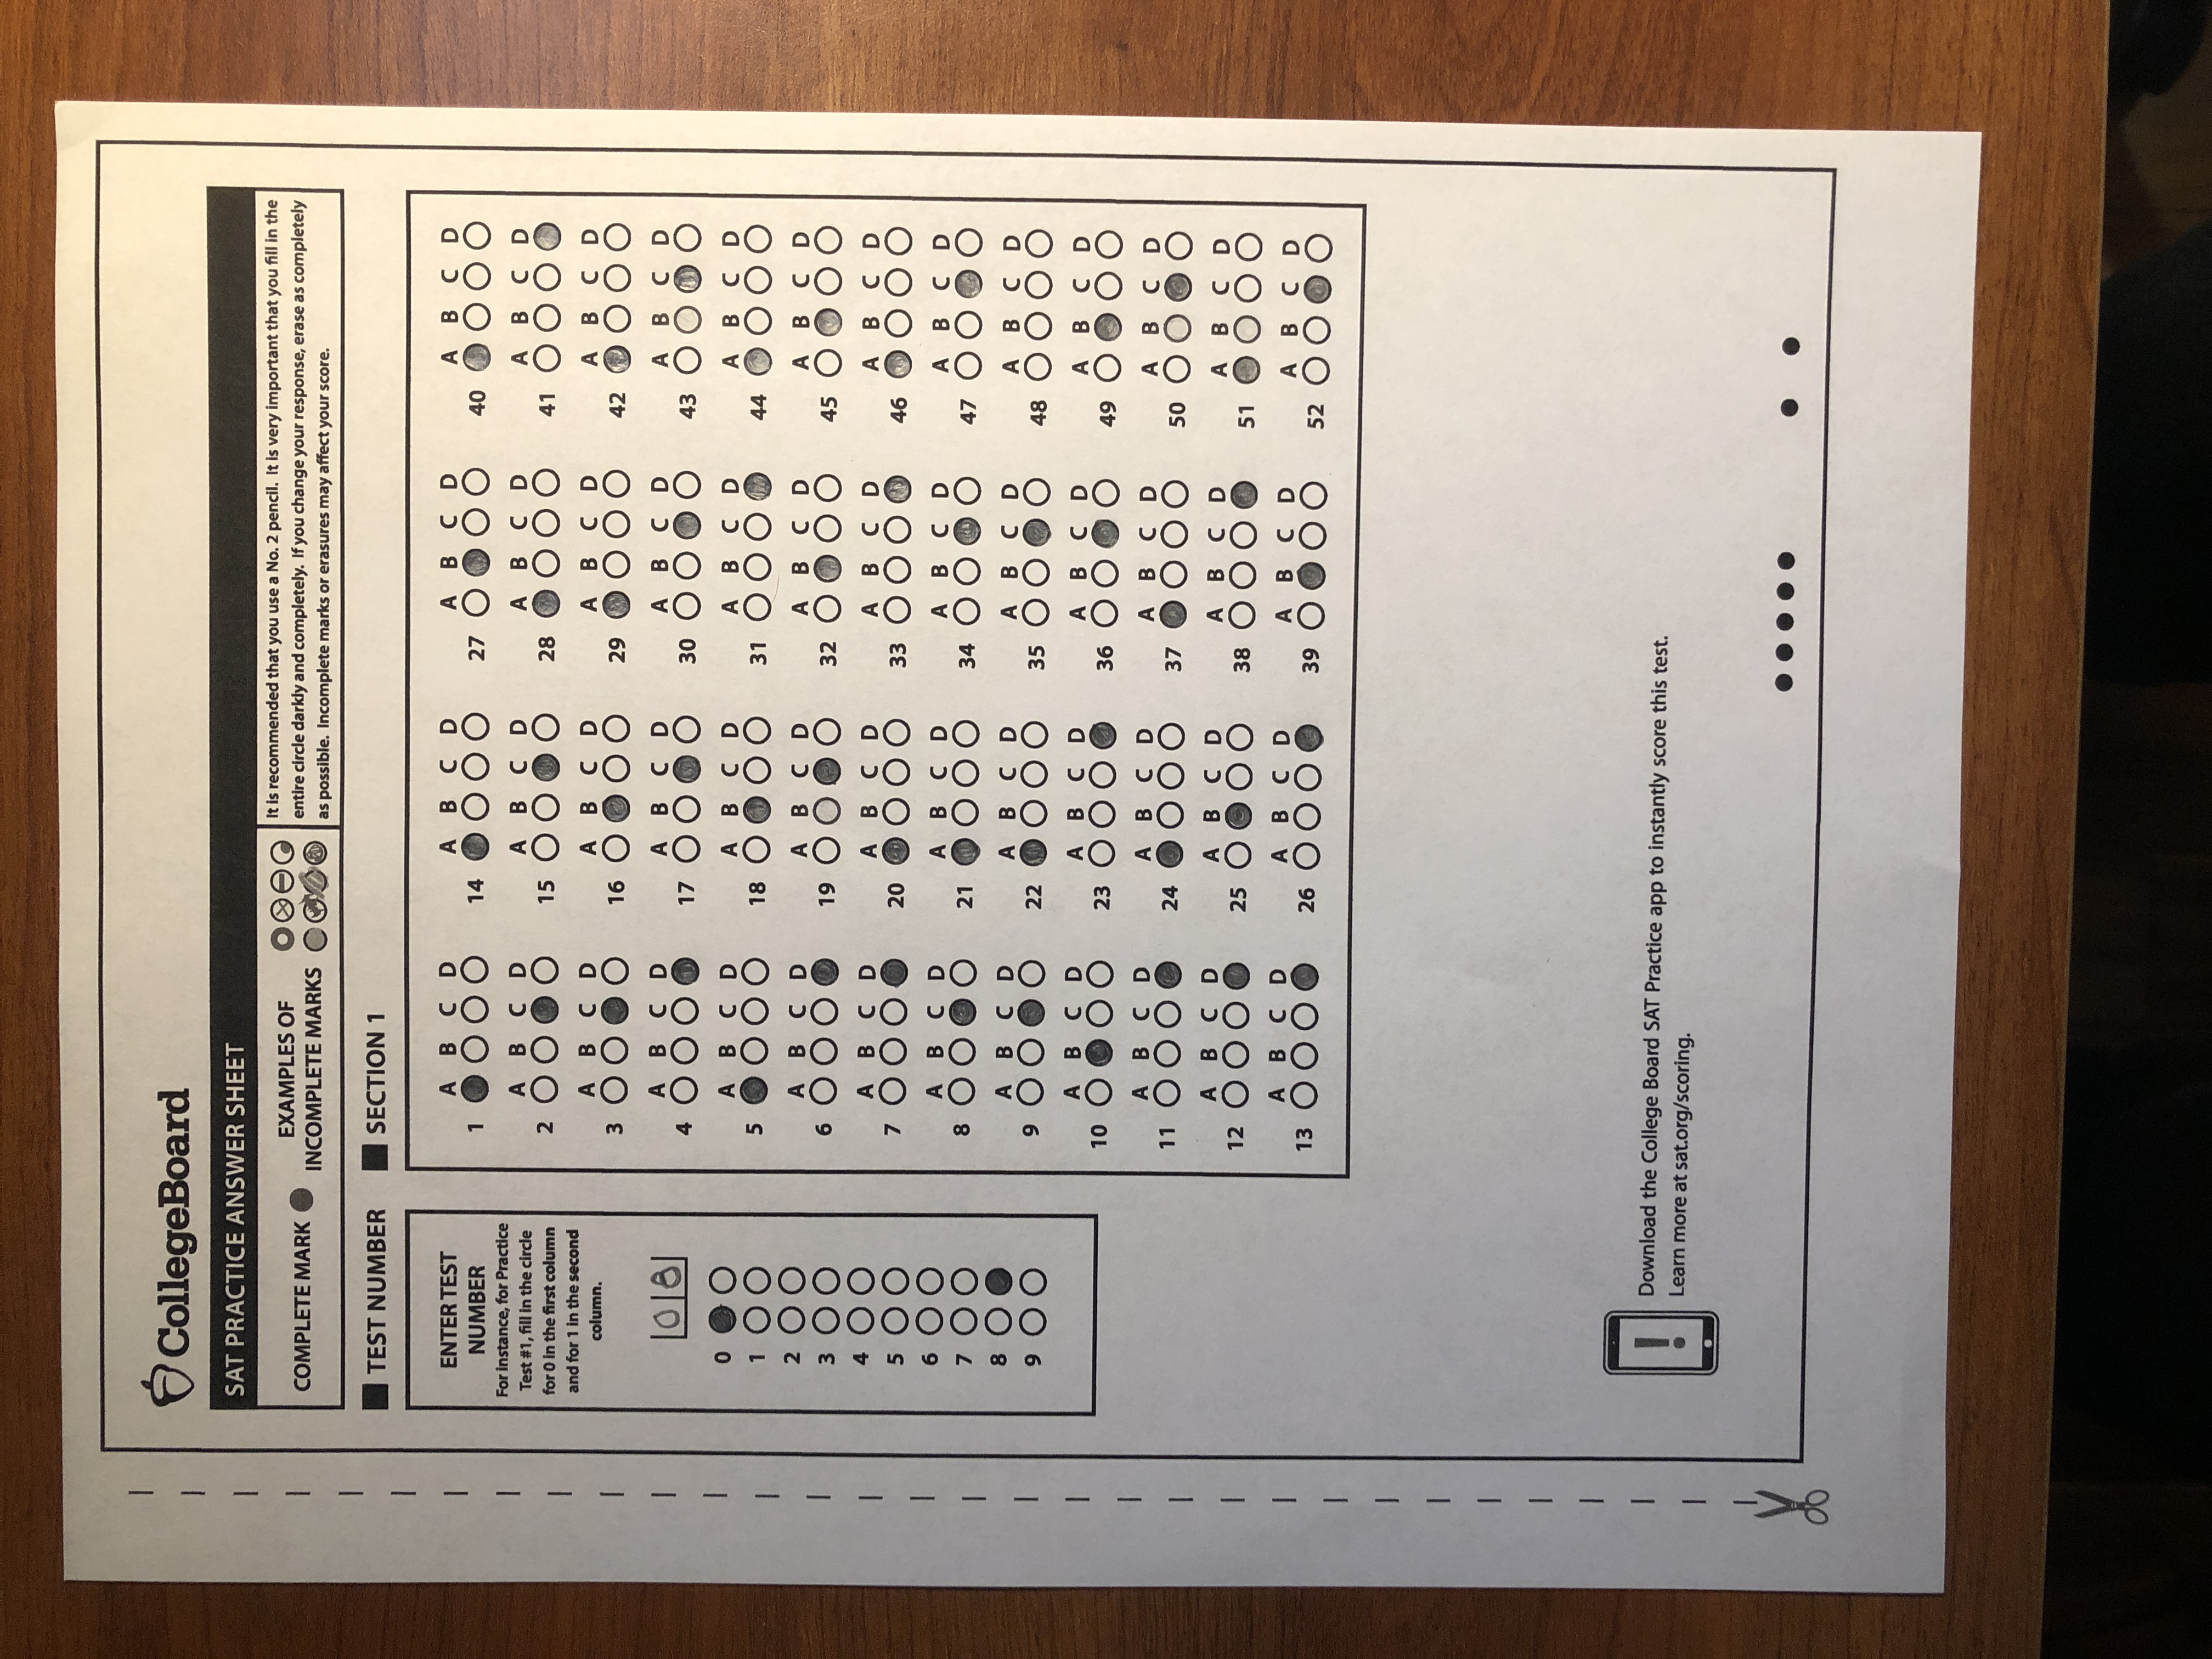 CollegeBoard
SAT PRACTICE ANSWER SHEET
COMPLETE MARK
EXAMPLES OF
INCOMPLETE MARKS
It is recommended that you use a No. 2 pencil. It is very important that you fill in the
entire circle darkly and completely. If you change your response, erase as completely
as possible. Incomplete marks or erasures may affect your score.
TEST NUMBER
ENTER TEST
NUMBER
For instance, for Practice
Test #1, fill in the circle
for 0 in the first column
and for 1 in the second
column.
0 8
0
1
2
3
4
5
6
7
8
9
SECTION 1
A B C D
1
A B C D
2
A B C D
3
A B C D
4
A B C D
5
A B C D
6
A B C D
7
A B C D
8
A B C D
9
A B C D
10
A B C D
11
A B C D
12
A B C D
13
A B C D
14
A B C D
15
A B C D
16
A B C D
17
A B C D
18
A B C D
19
A B C D
20
A B C D
21
A B C D
22
A B C D
23
A B C D
24
A B C D
25
A B C D
26
A B C D
27
A B C D
28
A B C D
29
A B C D
30
A B C D
31
A B C D
32
A B C D
33
A B C D
34
A B C D
35
A B C D
36
A B C D
37
A B C D
38
A B C D
39
A B C D
40
A B C D
41
A B C D
42
A B C D
43
A B C D
44
A B C D
45
A B C D
46
A B C D
47
A B C D
48
A B C D
49
A B C D
50
A B C D
51
A B C D
52
Download the College Board SAT Practice app to instantly score this test.
Learn more at sat.org/scoring.